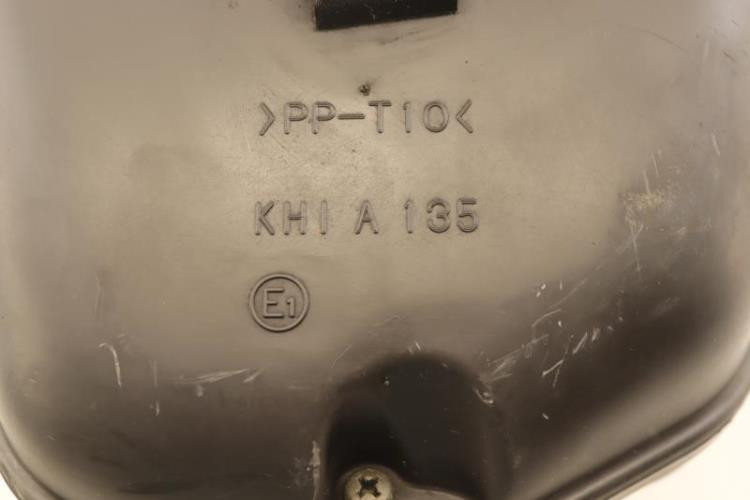 >PP-T10<
KHI A 135
E1